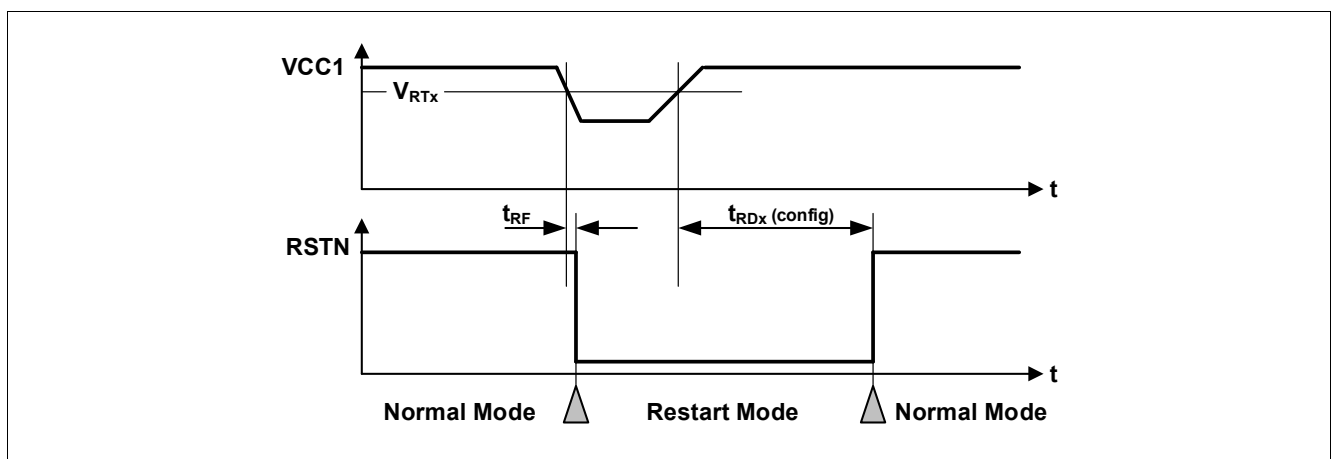 VCC1
VRTx
t
tRF
tRDx (config)
RSTN
t
Normal Mode
Restart Mode
Normal Mode